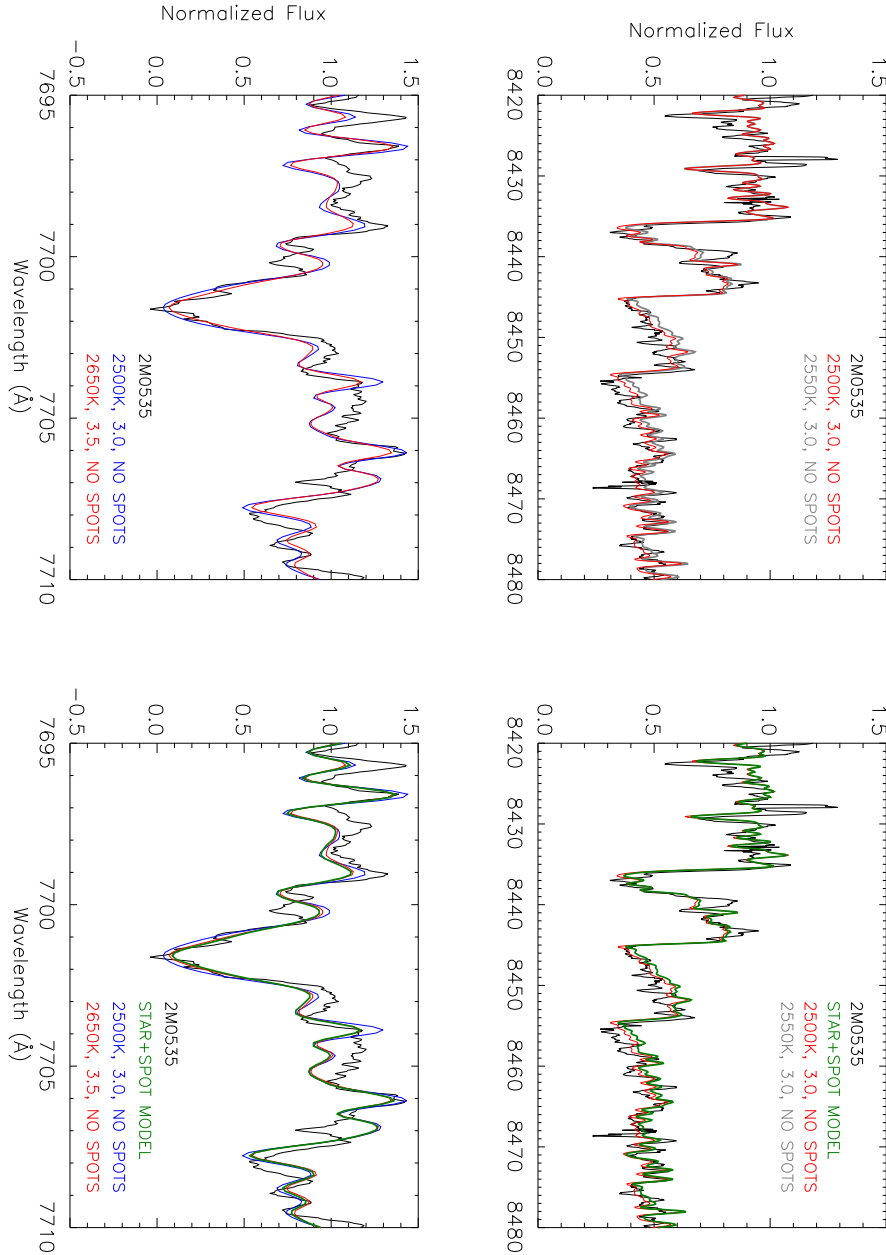 Normalized Flux
1.5
1.0
0.5
0.0
2M0535
2500K, 3.0, NO SPOTS
2550K, 3.0, NO SPOTS
8420 8430 8440 8450 8460 8470 8480
1.5
1.0
0.5
0.0
2M0535
STAR+SPOT MODEL
2500K, 3.0, NO SPOTS
2550K, 3.0, NO SPOTS
8420 8430 8440 8450 8460 8470 8480
Normalized Flux
1.5
1.0
0.5
0.0
-0.5
2M0535
2500K, 3.0, NO SPOTS
2650K, 3.5, NO SPOTS
7695 7700 7705 7710
Wavelength (Å)
1.5
1.0
0.5
0.0
-0.5
2M0535
STAR+SPOT MODEL
2500K, 3.0, NO SPOTS
2650K, 3.5, NO SPOTS
7695 7700 7705 7710
Wavelength (Å)